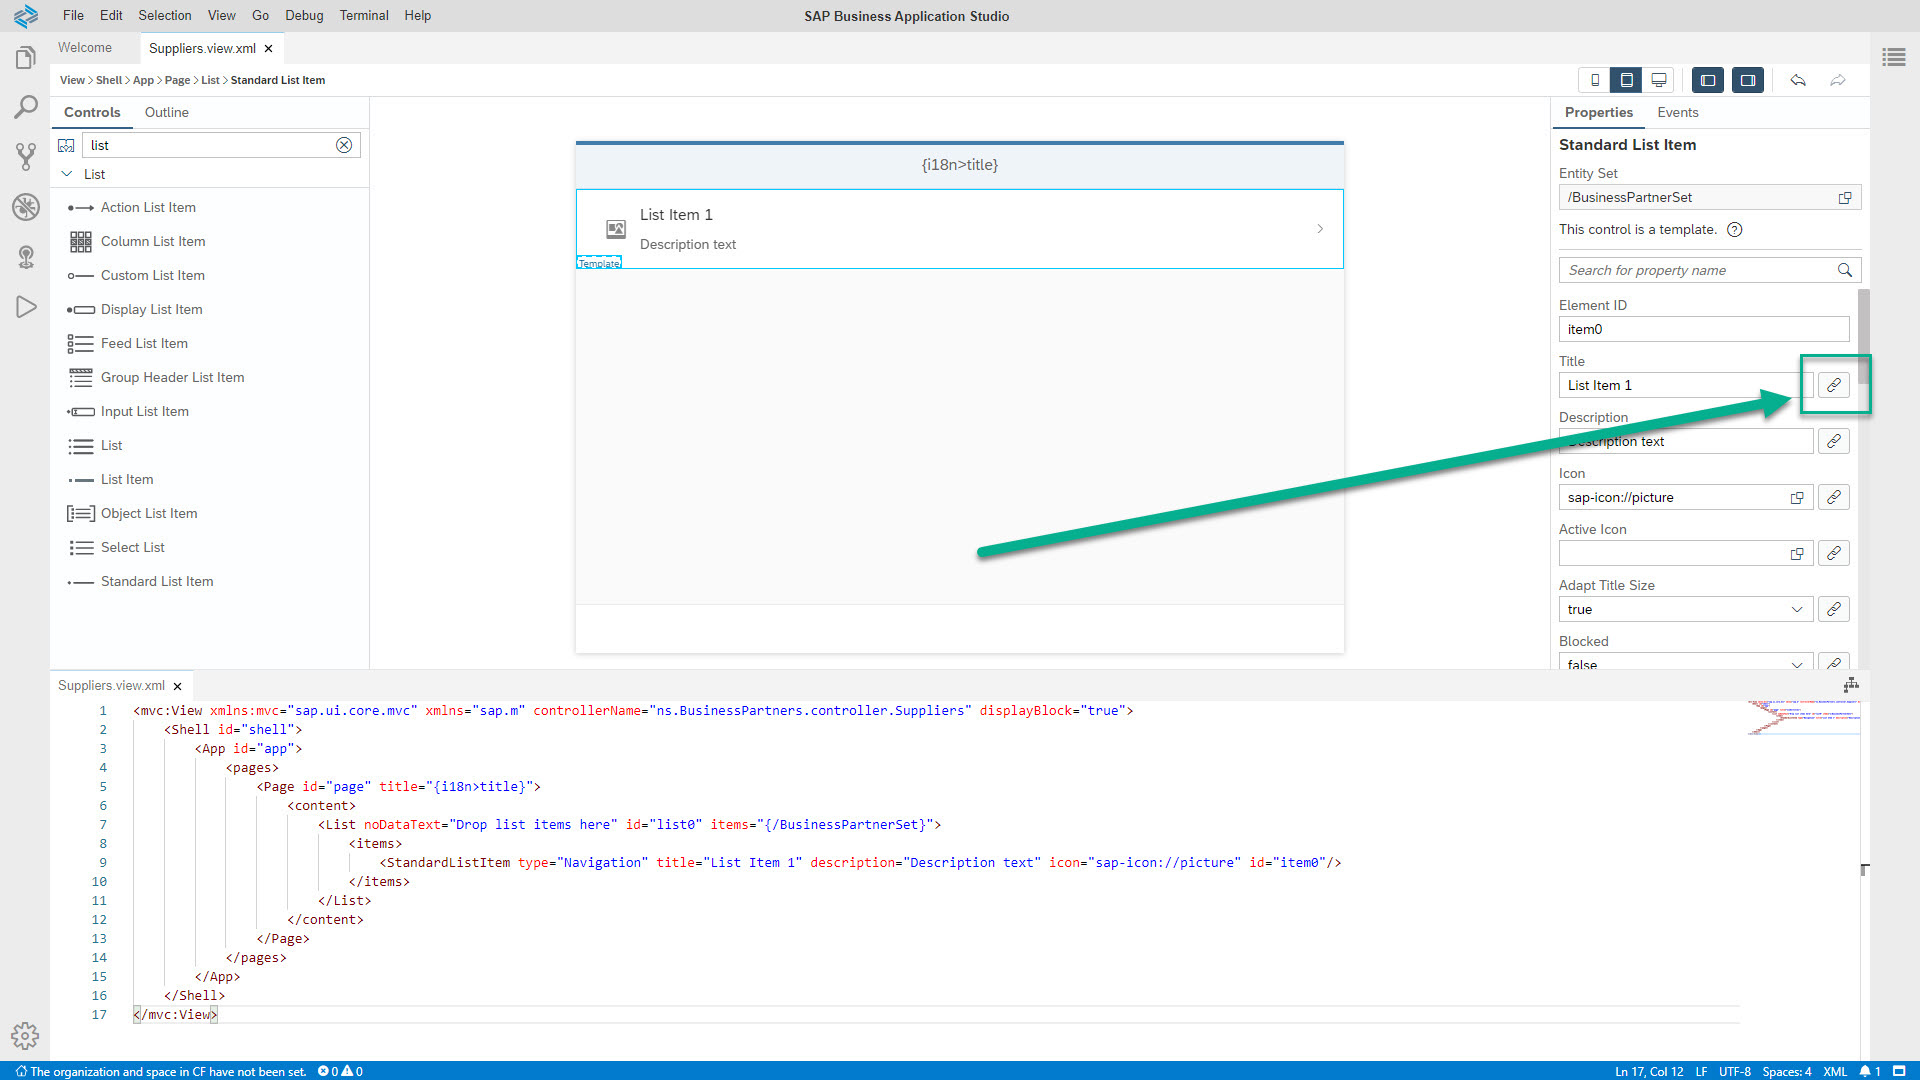 File Edit Selection View Go Debug Terminal Help
SAP Business Application Studio
Welcome
Suppliers.view.xml
View > Shell > App > Page > List > Standard List Item
Controls
Outline
list
List
Action List Item
Column List Item
Custom List Item
Display List Item
Feed List Item
Group Header List Item
Input List Item
List
List Item
Object List Item
Select List
Standard List Item
{i18n>title}
List Item 1
Description text
Template
Properties
Events
Standard List Item
Entity Set
/BusinessPartnerSet
This control is a template.
Search for property name
Element ID
item0
Title
List Item 1
Description
Description text
Icon
sap-icon://picture
Active Icon
Adapt Title Size
true
Blocked
false
Suppliers.view.xml
1 <mvc:View xmlns:mvc="sap.ui.core.mvc" xmlns="sap.m" controllerName="ns.BusinessPartners.controller.Suppliers" displayBlock="true">
2 <Shell id="shell">
3 <App id="app">
4 <pages>
5 <Page id="page" title="{i18n>title}">
6 <content>
7 <List noDataText="Drop list items here" id="list0" items="{/BusinessPartnerSet}">
8 <items>
9 <StandardListItem type="Navigation" title="List Item 1" description="Description text" icon="sap-icon://picture" id="item0"/>
10 </items>
11 </List>
12 </content>
13 </Page>
14 </pages>
15 </App>
16 </Shell>
17 </mvc:View>
The organization and space in CF have not been set. 0 0
Ln 17, Col 12 LF UTF-8 Spaces: 4 XML 1